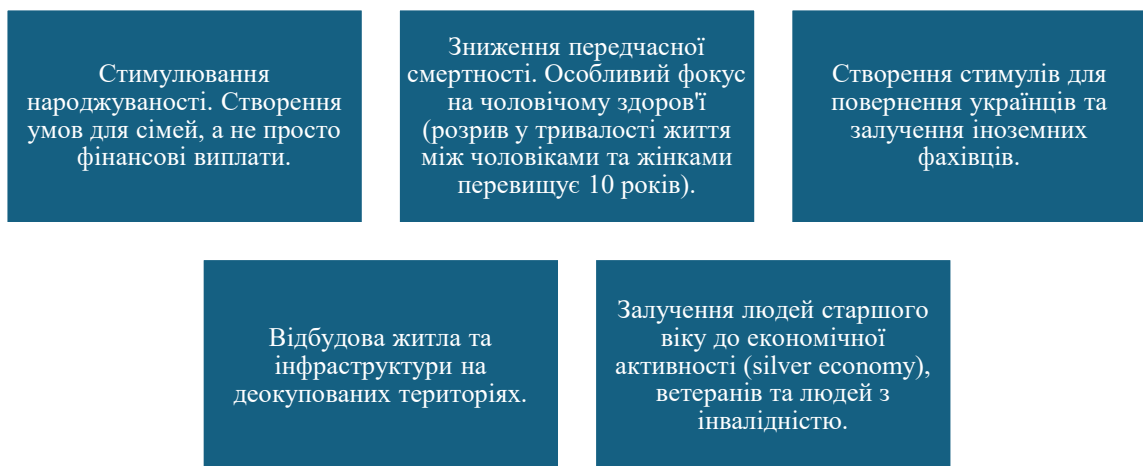 Стимулювання
народжуваності. Створення
умов для сімей, а не просто
фінансові виплати.
Зниження передчасної
смертності. Особливий фокус
на чоловічому здоров'ї
(розрив у тривалості життя
між чоловіками та жінками
перевищує 10 років).
Створення стимулів для
повернення українців та
залучення іноземних
фахівців.
Відбудова житла та
інфраструктури на
деокупованих територіях.
Залучення людей старшого
віку до економічної
активності (silver economy),
ветеранів та людей з
інвалідністю.